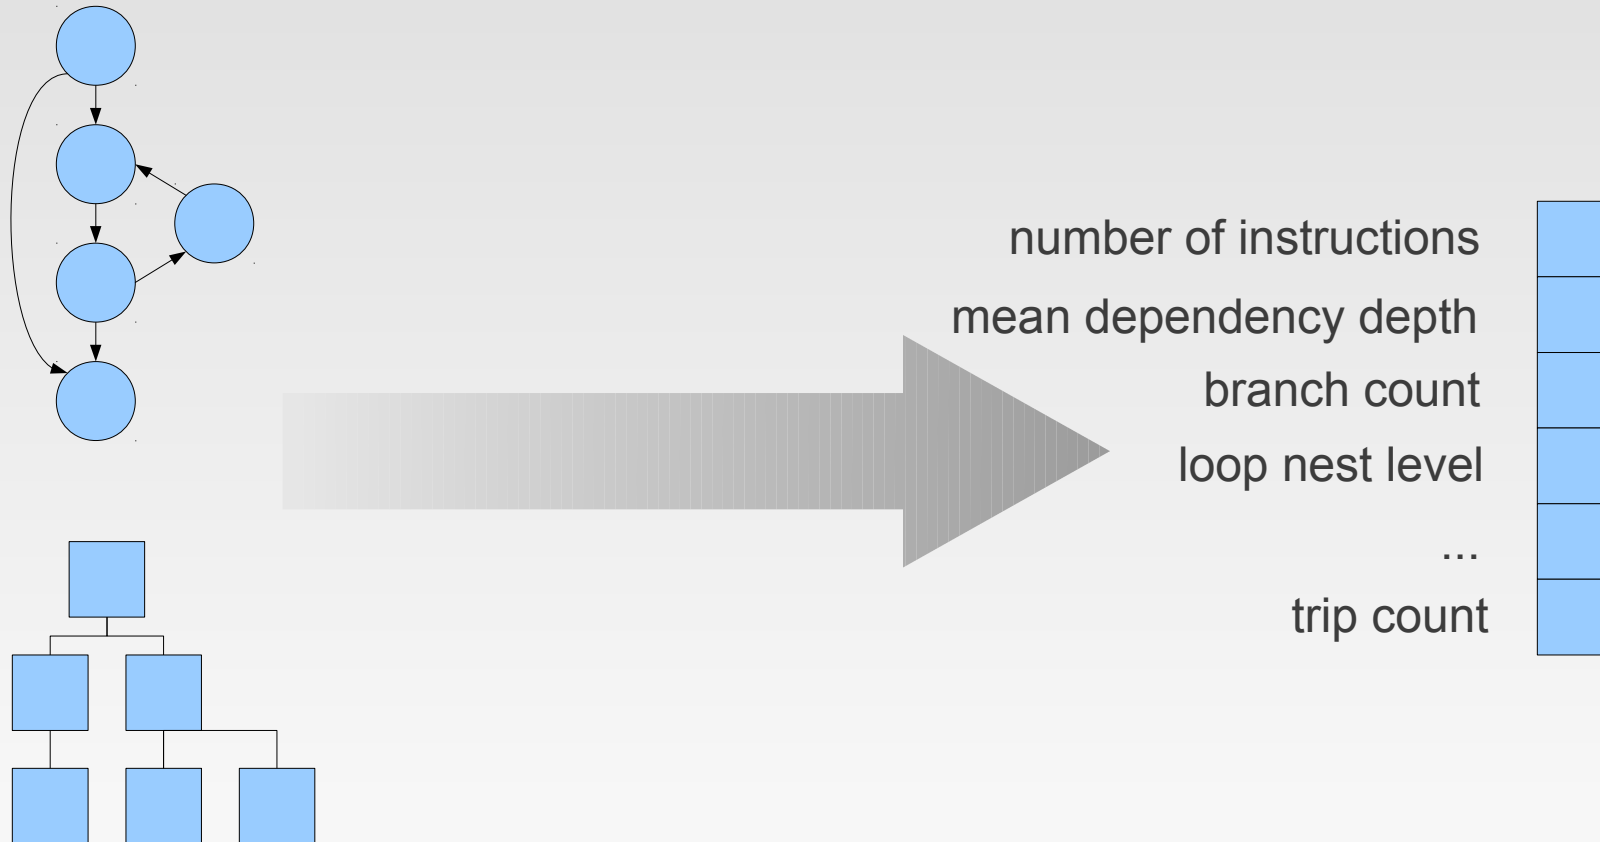 number of instructions
mean dependency depth
branch count
loop nest level
...
trip count